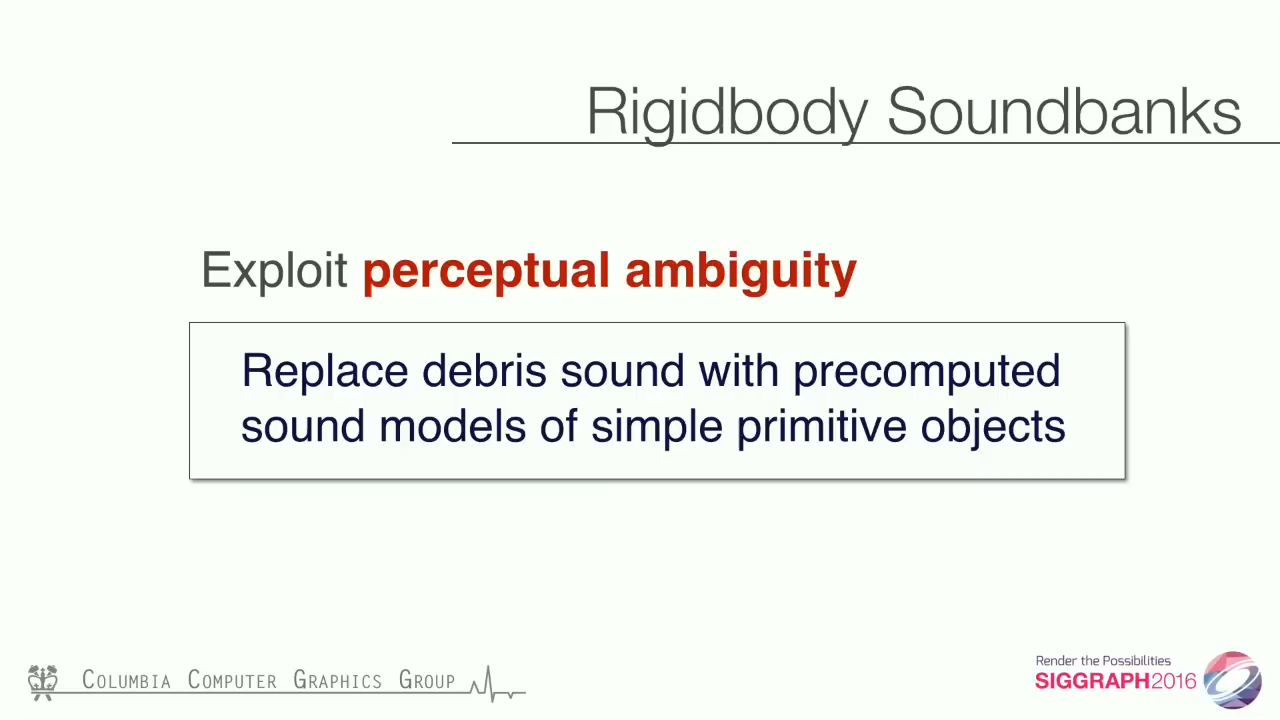 Rigidbody Soundbanks
Exploit perceptual ambiguity
Replace debris sound with precomputed
sound models of simple primitive objects
Columbia Computer Graphics Group
Render the Possibilities
SIGGRAPH2016